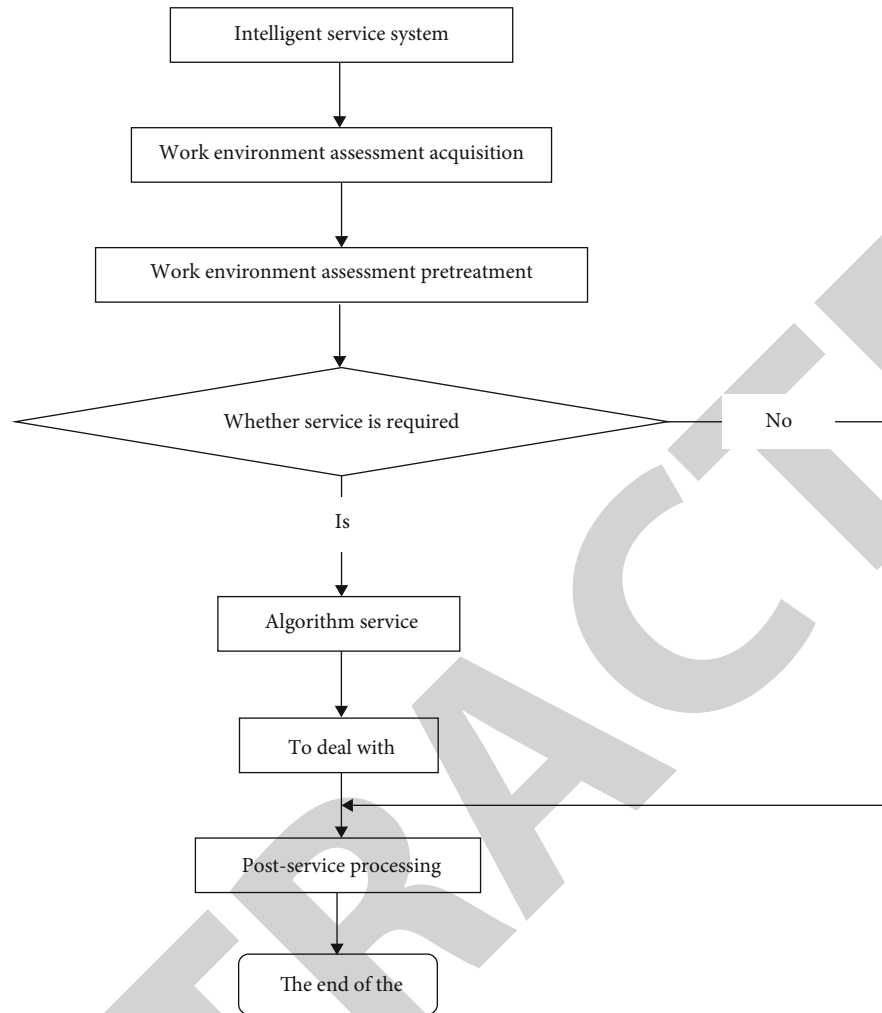 Intelligent service system
Work environment assessment acquisition
Work environment assessment pretreatment
Whether service is required
No
Is
Algorithm service
To deal with
Post-service processing
The end of the
TRACT